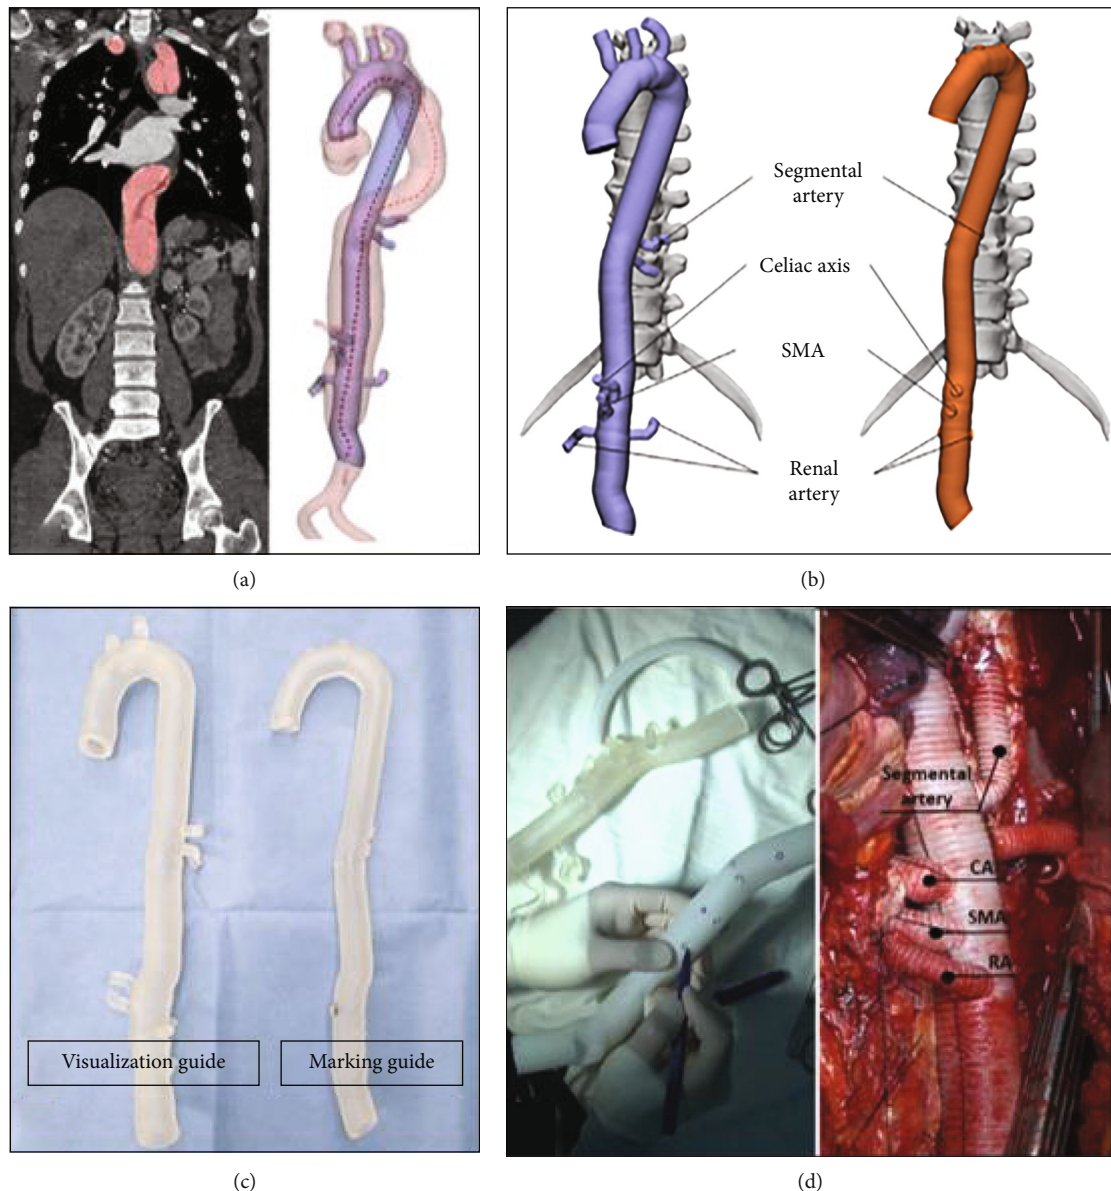 (a)
Segmental
artery
Celiac axis
SMA
Renal
artery
(b)
Visualization guide
Marking guide
(c)
Segmental
artery
CA
SMA
RA
(d)